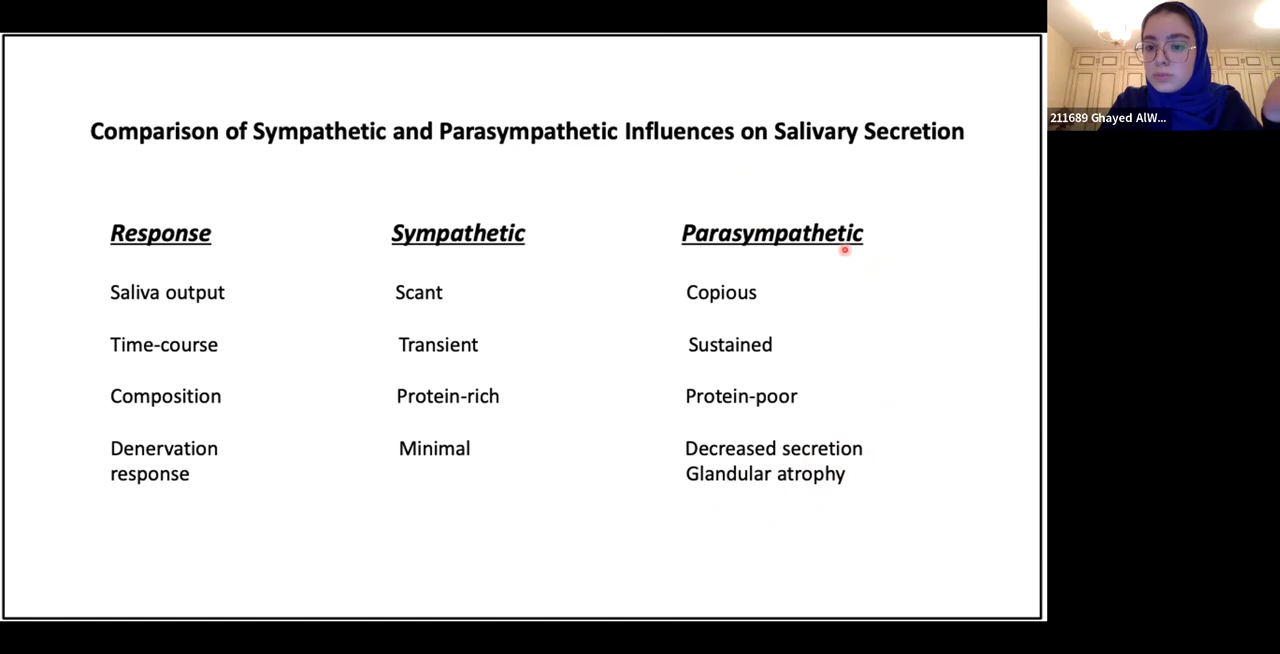 Comparison of Sympathetic and Parasympathetic Influences on Salivary Secretion
Response Sympathetic Parasympathetic
Saliva output Scant Copious
Time-course Transient Sustained
Composition Protein-rich Protein-poor
Denervation Minimal Decreased secretion
response Glandular atrophy
211689 Ghayed AlW...